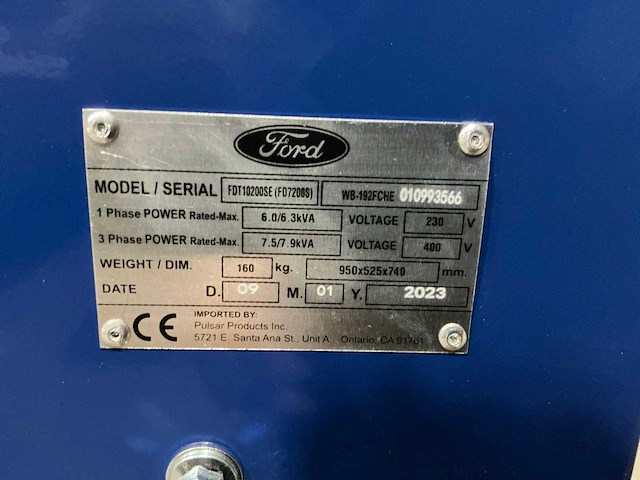 Ford
MODEL / SERIAL FDT10200SE (FD7200S) WB-192FCHE 010993566
1 Phase POWER Rated-Max. 6.0/6.3kVA VOLTAGE 230 V
3 Phase POWER Rated-Max. 7.5/7.9kVA VOLTAGE 400 V
WEIGHT / DIM. 160 kg. 950x525x740 mm.
DATE D. 09 M. 01 Y. 2023
CE IMPORTED BY:
Pulsar Products Inc.
5721 E. Santa Ana St., Unit A, Ontario, CA 91761